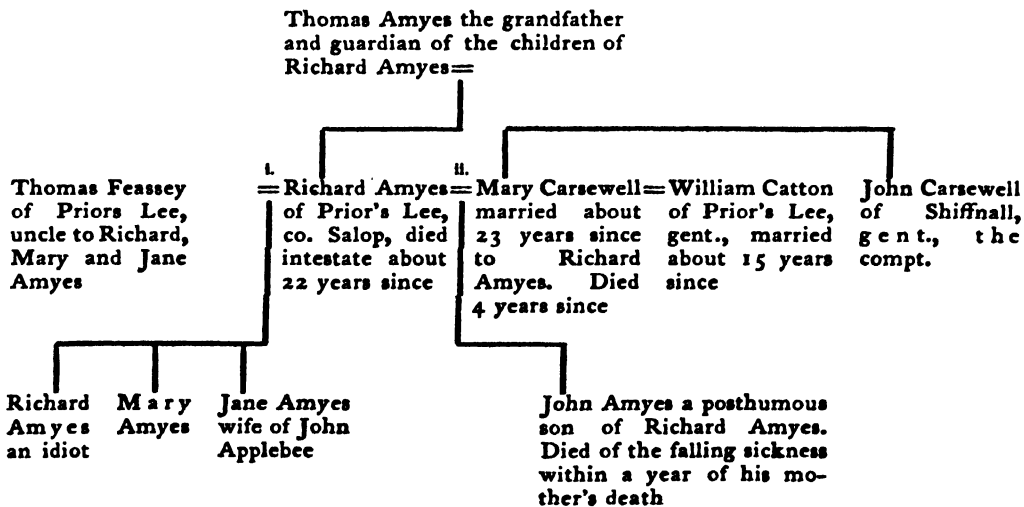 Thomas Amyes the grandfather
and guardian of the children of
Richard Amyes=
Thomas Feassey
of Priors Lee,
uncle to Richard,
Mary and Jane
Amyes
i.
=Richard Amyes=
of Prior's Lee,
co. Salop, died
intestate about
22 years since
ii.
Mary Carsewell=
married about
23 years since
to Richard
Amyes. Died
4 years since
William Catton
of Prior's Lee,
gent., married
about 15 years
since
John Carsewell
of Shiffnall,
gent., the
compt.
Richard
Amyes
an idiot
Mary
Amyes
Jane Amyes
wife of John
Applebee
John Amyes a posthumous
son of Richard Amyes.
Died of the falling sickness
within a year of his mo-
ther's death